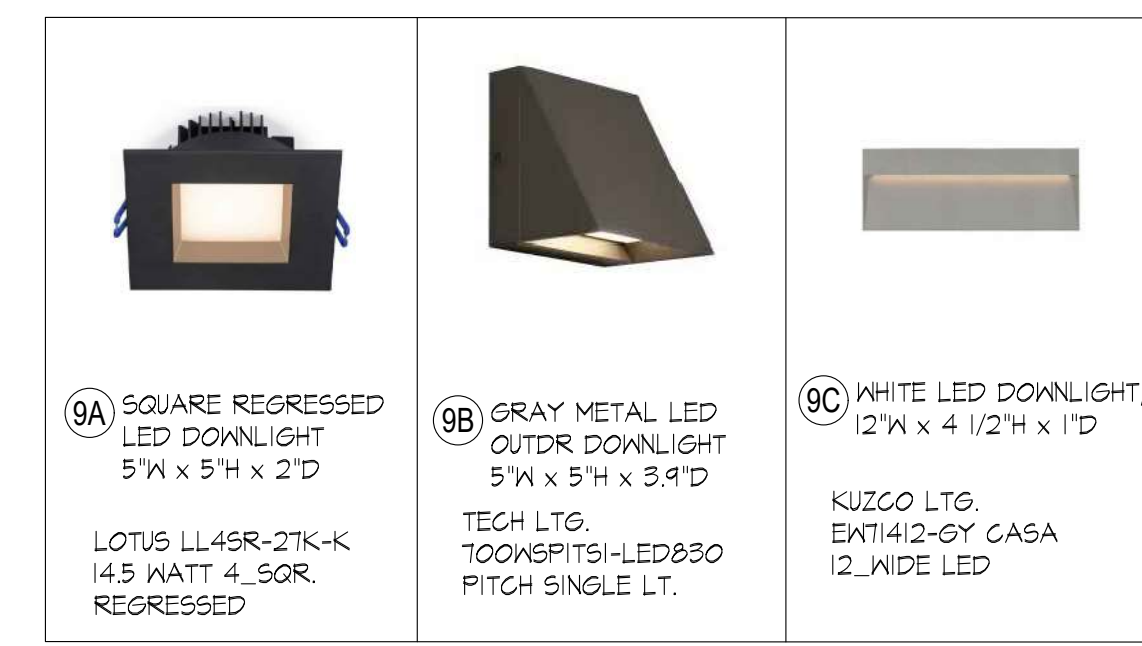 9A SQUARE REGRESSED
LED DOWNLIGHT
5"W x 5"H x 2"D
LOTUS LL4SR-27K-K
14.5 WATT 4_SQR.
REGRESSED
9B GRAY METAL LED
OUTDR DOWNLIGHT
5"W x 5"H x 3.9"D
TECH LTG.
700WSPITSI-LED830
PITCH SINGLE LT.
9C WHITE LED DOWNLIGHT,
12"W x 4 1/2"H x 1"D
KUZCO LTG.
EW71412-GY CASA
12_WIDE LED